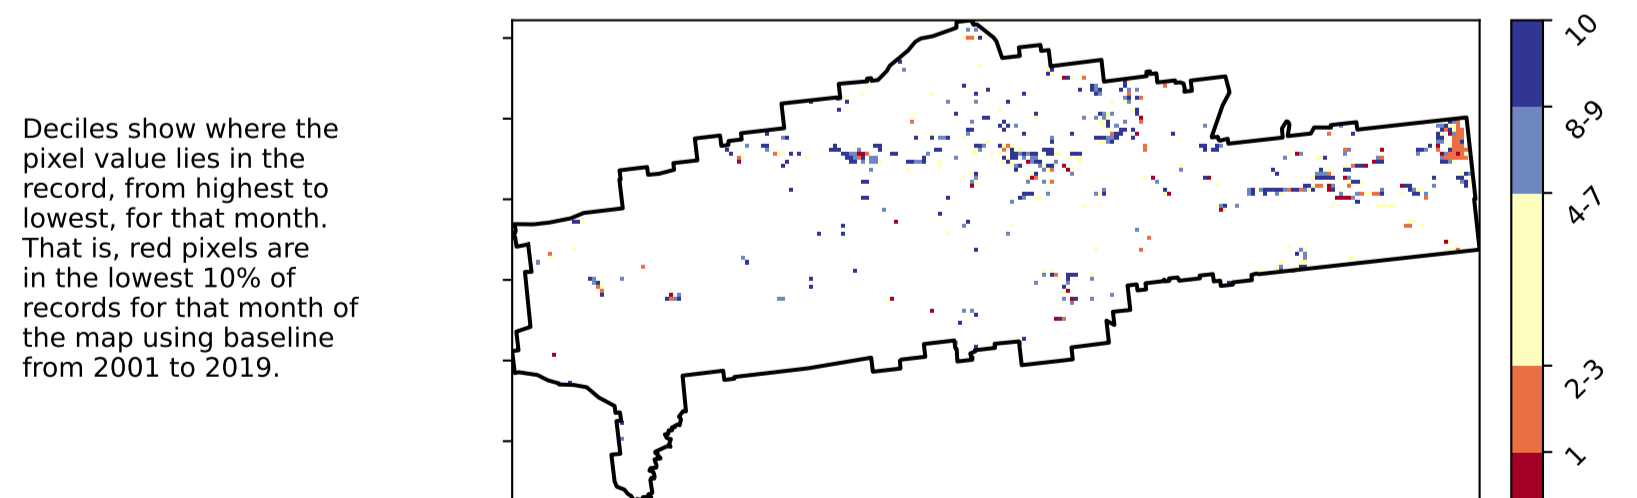 Deciles show where the
pixel value lies in the
record, from highest to
lowest, for that month.
That is, red pixels are
in the lowest 10% of
records for that month of
the map using baseline
from 2001 to 2019.
10
8-9
4-7
2-3
1